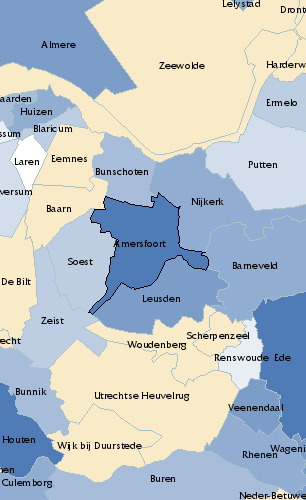 Lelystad
Dront
Almere
Zeewolde
Harderw
aarden
Huizen
Ermelo
ssum
Blaricum
Laren
Eemnes
Putten
Bunschoten
versum
Nijkerk
Baarn
Amersfoort
Soest
Barneveld
De Bilt
Leusden
Zeist
Scherpenzeel
echt
Woudenberg
Renswoude
Ede
Bunnik
Utrechtse Heuvelrug
Veenendaal
Houten
Wijk bij Duurstede
Wageni
Rhenen
nen
Culemborg
Buren
Neder-Betuwe